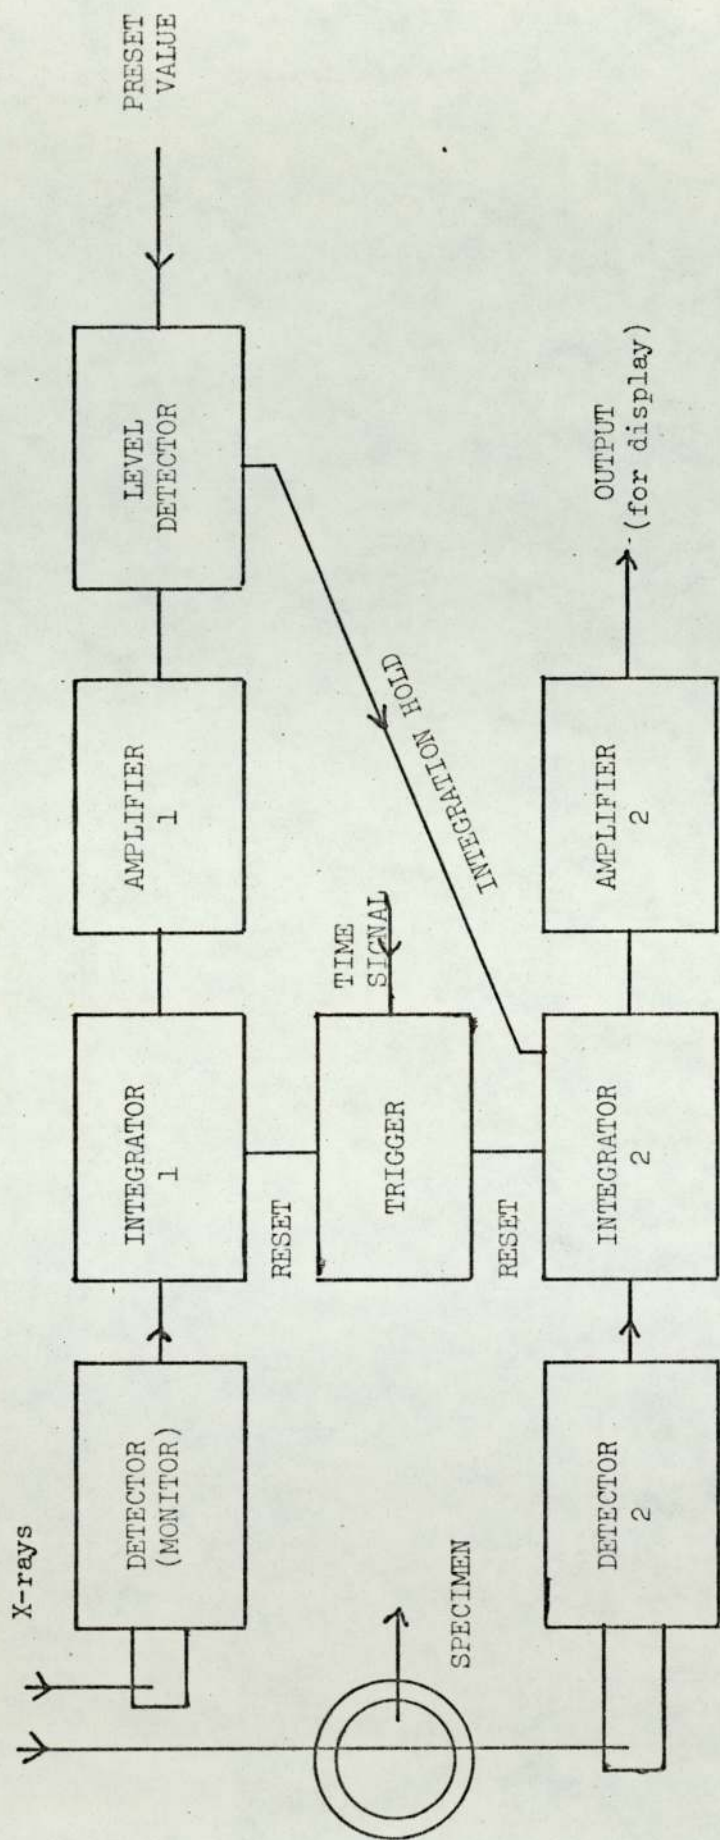 X-rays
DETECTOR
(MONITOR)
INTEGRATOR
1
AMPLIFIER
1
LEVEL
DETECTOR
PRESET
VALUE
RESET
TRIGGER
TIME
SIGNAL
INTEGRATION HOLD
RESET
SPECIMEN
DETECTOR
2
INTEGRATOR
2
AMPLIFIER
2
OUTPUT
(for display)